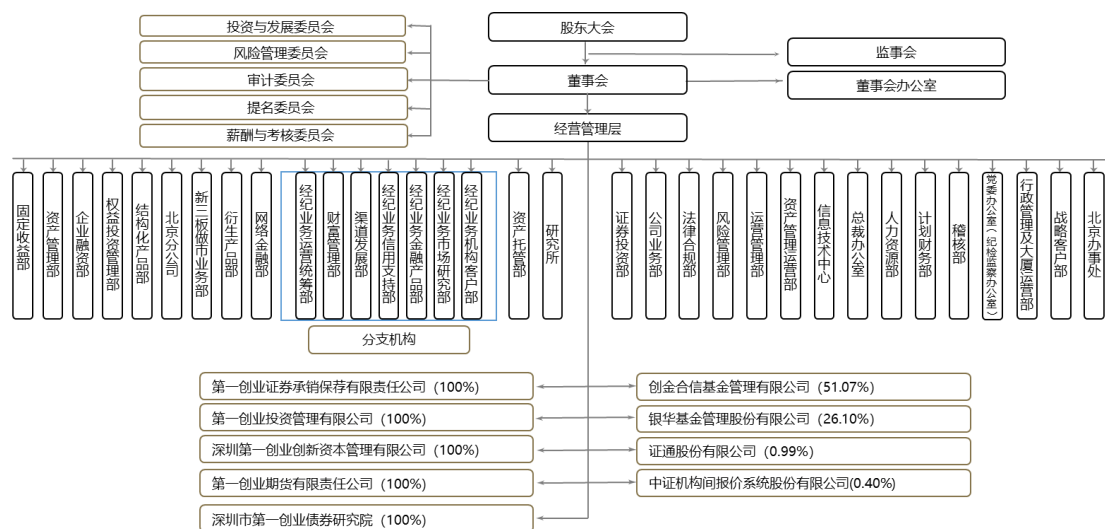 投资与发展委员会
风险管理委员会
审计委员会
提名委员会
薪酬与考核委员会
股东大会
监事会
董事会
董事会办公室
经营管理层
固定收益部
资产管理部
企业融资部
权益投资管理部
结构化产品部
北京分公司
新三板做市业务部
衍生产品部
网络金融部
经纪业务运营统筹部
财富管理部
渠道发展部
经纪业务信用支持部
经纪业务金融产品部
经纪业务市场研究部
经纪业务机构客户部
资产托管部
研究所
证券投资部
公司业务部
法律合规部
风险管理部
运营管理部
资产管理运营部
信息技术中心
总裁办公室
人力资源部
计划财务部
稽核部
党委办公室（纪检监察办公室）
行政管理及大厦运营部
战略客户部
北京办事处
分支机构
第一创业证券承销保荐有限责任公司（100%）
创金合信基金管理有限公司（51.07%）
第一创业投资管理有限公司（100%）
银华基金管理股份有限公司（26.10%）
深圳第一创业创新资本管理有限公司（100%）
证通股份有限公司（0.99%）
第一创业期货有限责任公司（100%）
中证机构间报价系统股份有限公司(0.40%)
深圳市第一创业债券研究院（100%）